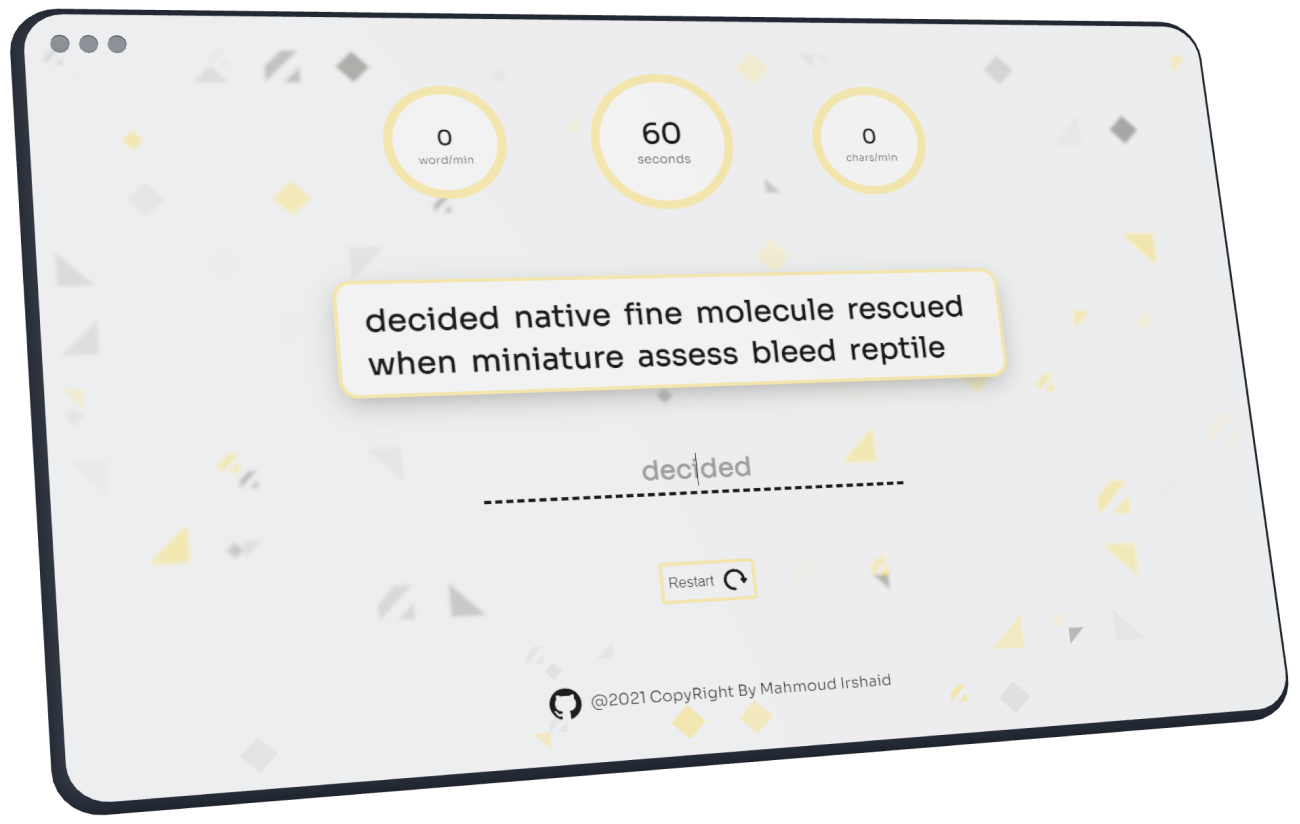 0
word/min
60
seconds
0
chars/min
decided native fine molecule rescued
when miniature assess bleed reptile
decided
Restart
@2021 CopyRight By Mahmoud Irshaid